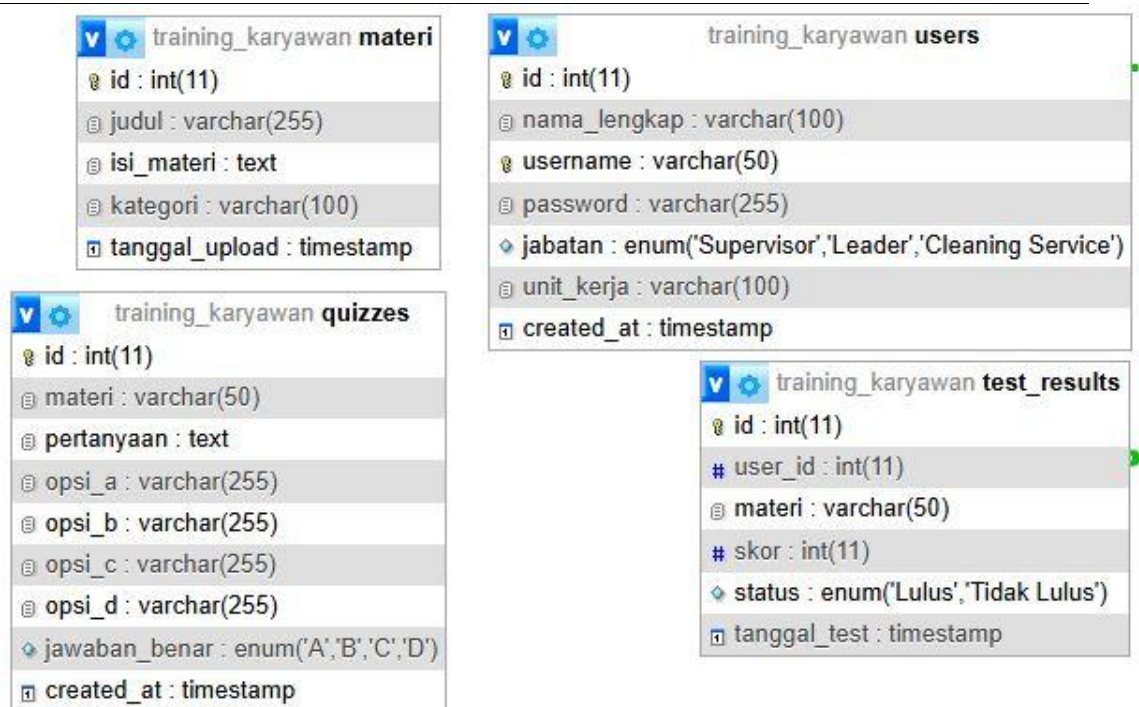 training_karyawan materi
id : int(11)
judul : varchar(255)
isi_materi : text
kategori : varchar(100)
tanggal_upload : timestamp
training_karyawan users
id : int(11)
nama_lengkap : varchar(100)
username : varchar(50)
password : varchar(255)
jabatan : enum('Supervisor','Leader','Cleaning Service')
unit_kerja : varchar(100)
created_at : timestamp
training_karyawan quizzes
id : int(11)
materi : varchar(50)
pertanyaan : text
opsi_a : varchar(255)
opsi_b : varchar(255)
opsi_c : varchar(255)
opsi_d : varchar(255)
jawaban_benar : enum('A','B','C','D')
created_at : timestamp
training_karyawan test_results
id : int(11)
# user_id : int(11)
materi : varchar(50)
# skor : int(11)
status : enum('Lulus','Tidak Lulus')
tanggal_test : timestamp